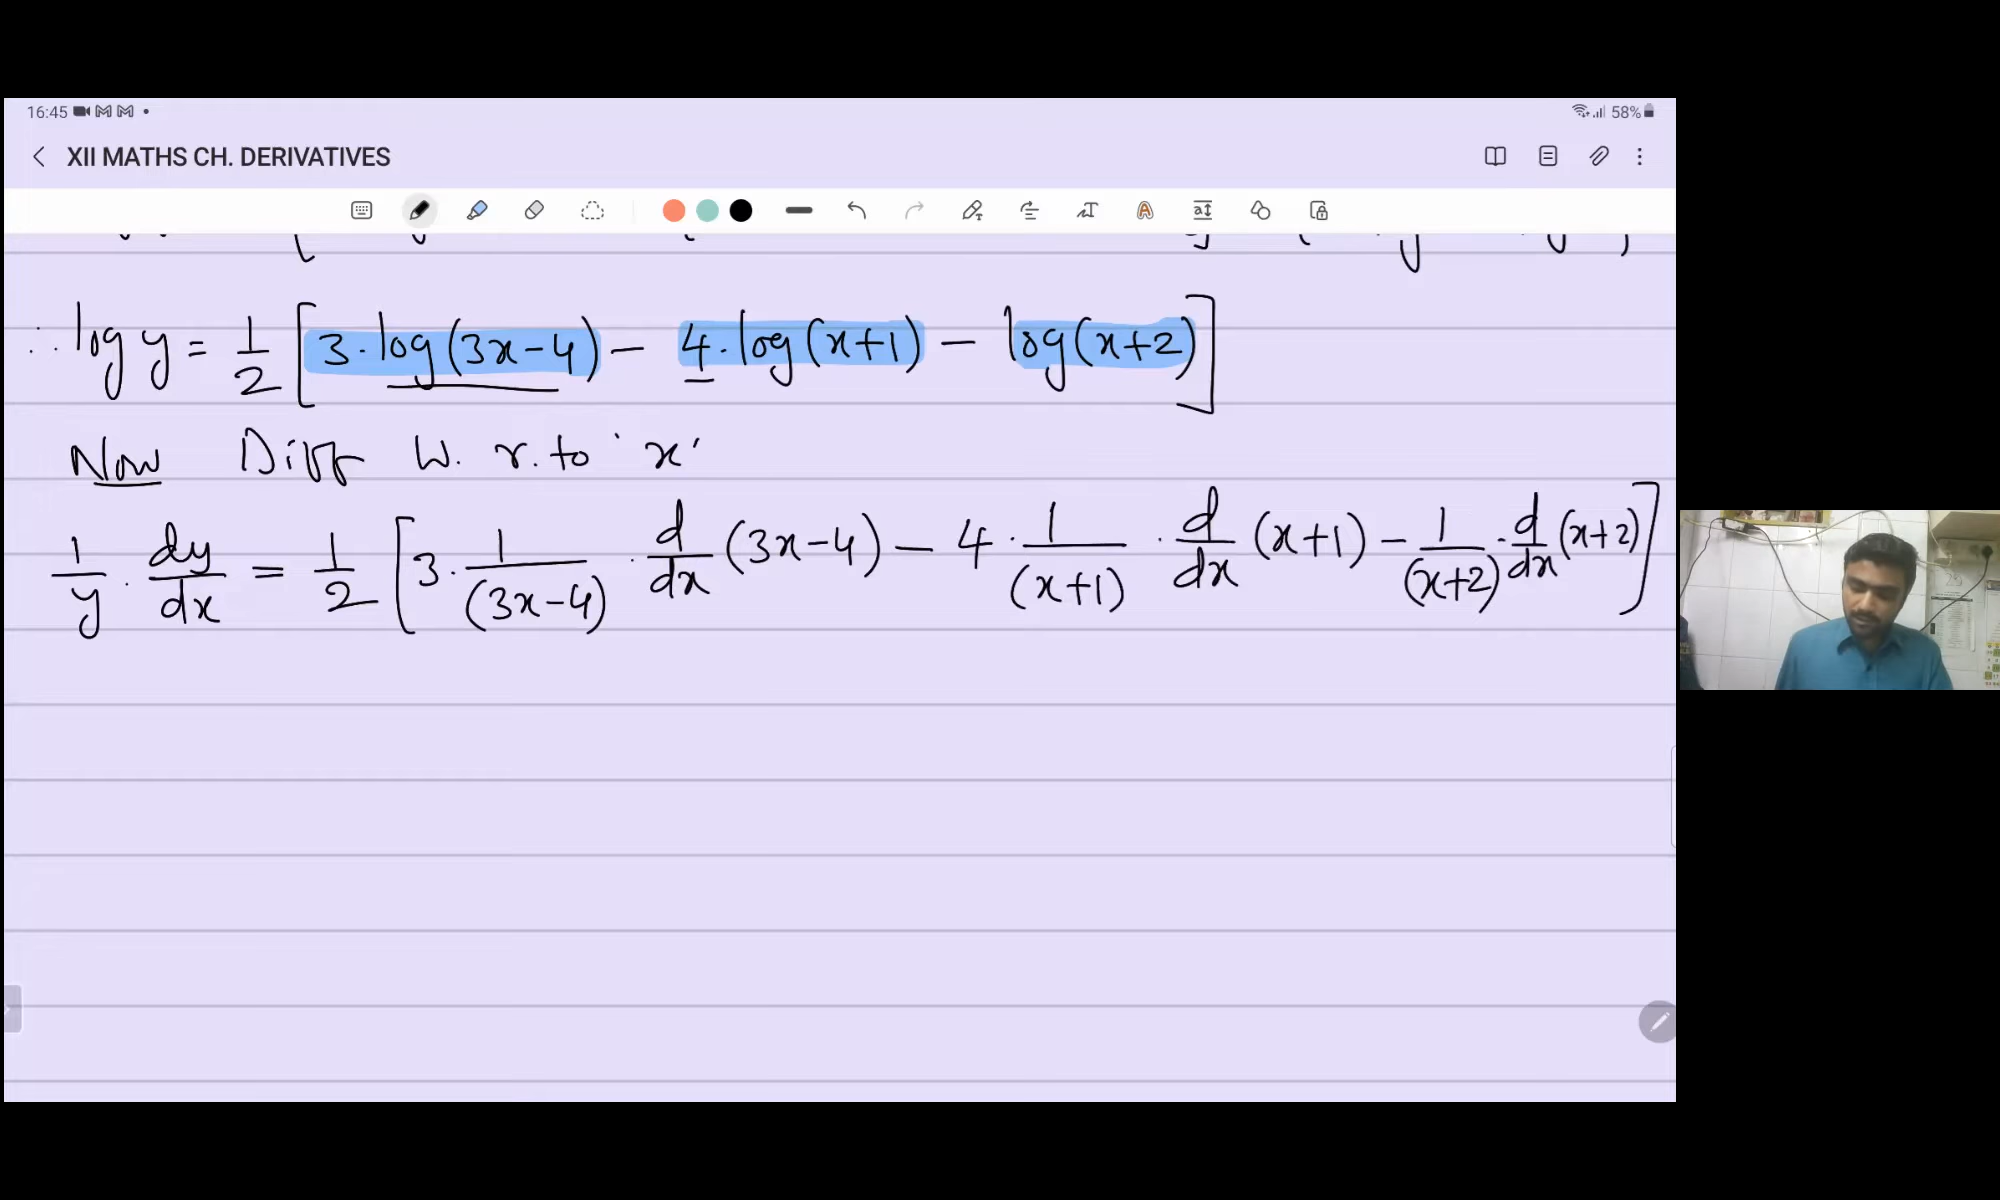 16:45
58%
XII MATHS CH. DERIVATIVES
∴ log y = 1/2 [3·log(3x-4) - 4·log(x+1) - log(x+2)]
Now Diff W. r. to 'x'
1/y · dy/dx = 1/2 [3·1/(3x-4) · d/dx (3x-4) - 4·1/(x+1) · d/dx (x+1) - 1/(x+2) · d/dx (x+2)]